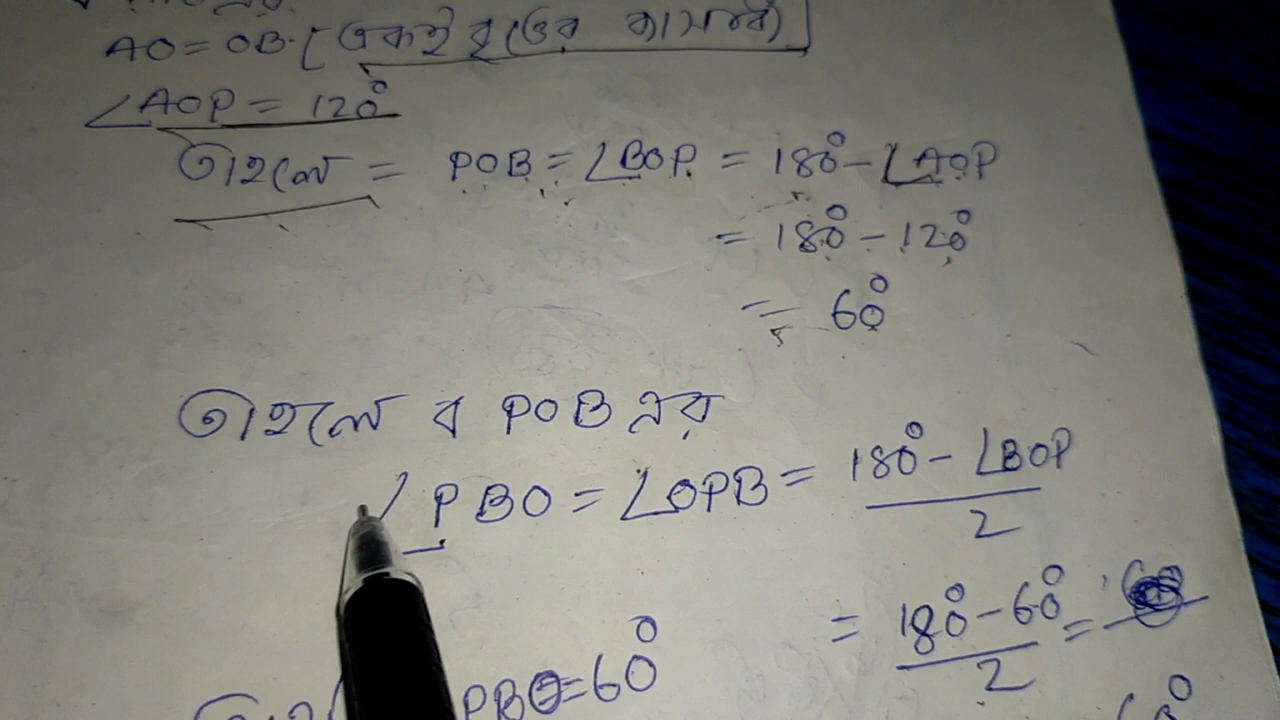 AO = OB. [একই বৃত্তের ব্যাসার্ধ]
∠AOP = 120°
তাহলে = POB = ∠BOP = 180° - ∠AOP
= 180° - 120°
= 60°
তাহলে ব POB এর
∠PBO = ∠OPB = 180° - ∠BOP / 2
= 180° - 60° / 2 =
PBO = 60°